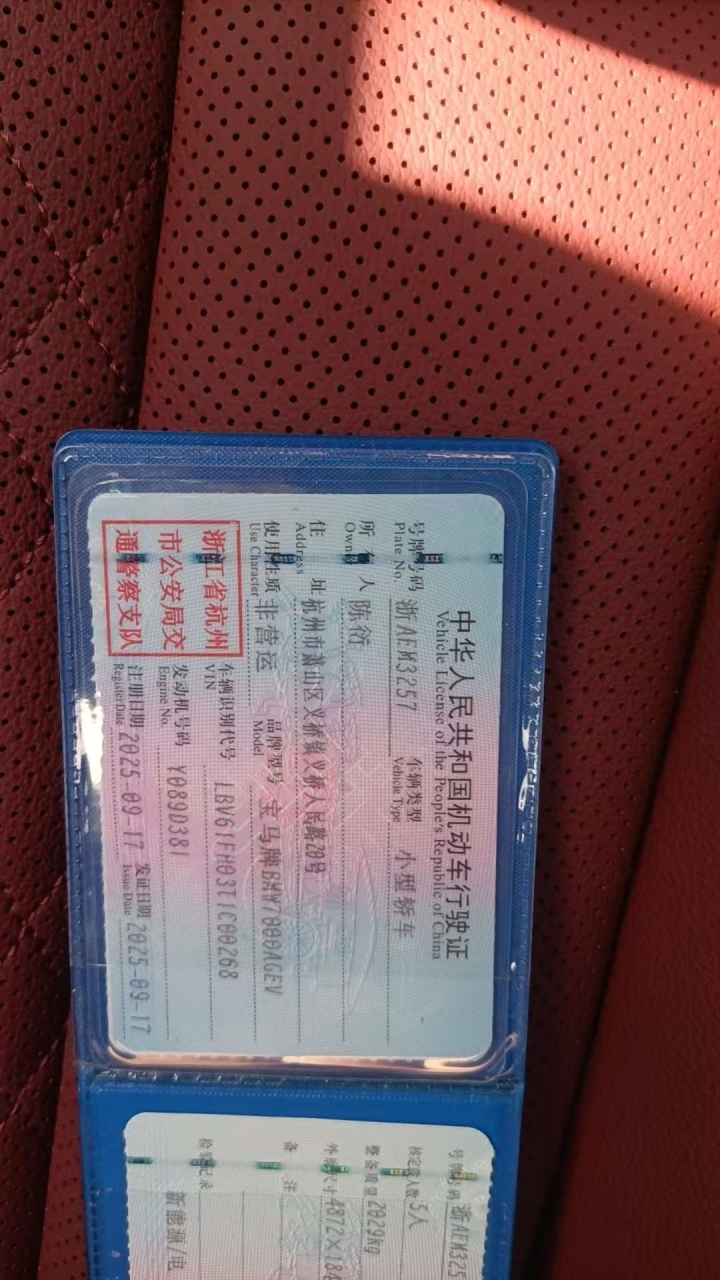 中华人民共和国机动车行驶证
Vehicle License of the People's Republic of China
号牌号码 浙AEM3257 车辆类型 小型轿车
Plate No. Vehicle Type
所有人 陈
Owner
住 址 杭州市萧山区义桥镇义桥人民路20号
Address
使用性质 非营运 品牌型号 宝马牌BMW7000AGEV
Use Character Model
浙江省杭州
市公安局交
通警察支队
车辆识别代号 LBV61FH03T1C00268
VIN
发动机号码 Y089D381
Engine No.
注册日期 2025-09-17 发证日期 2025-09-17
Register Date Issue Date
号牌号码 浙AEM325
核定载人数 5人
整备质量 2029kg
外廓尺寸 4872×184
备 注
检验记录
新能源/电